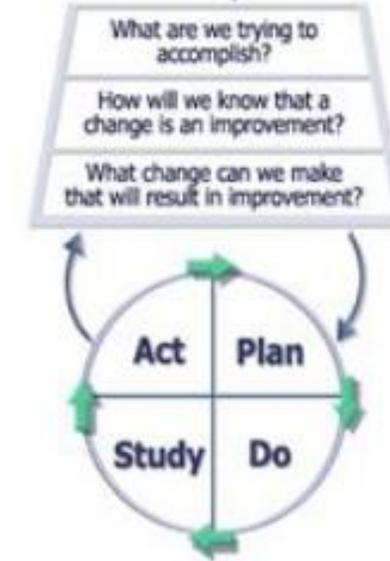 What are we trying to
accomplish?
How will we know that a
change is an improvement?
What change can we make
that will result in improvement?
Act Plan
Study Do